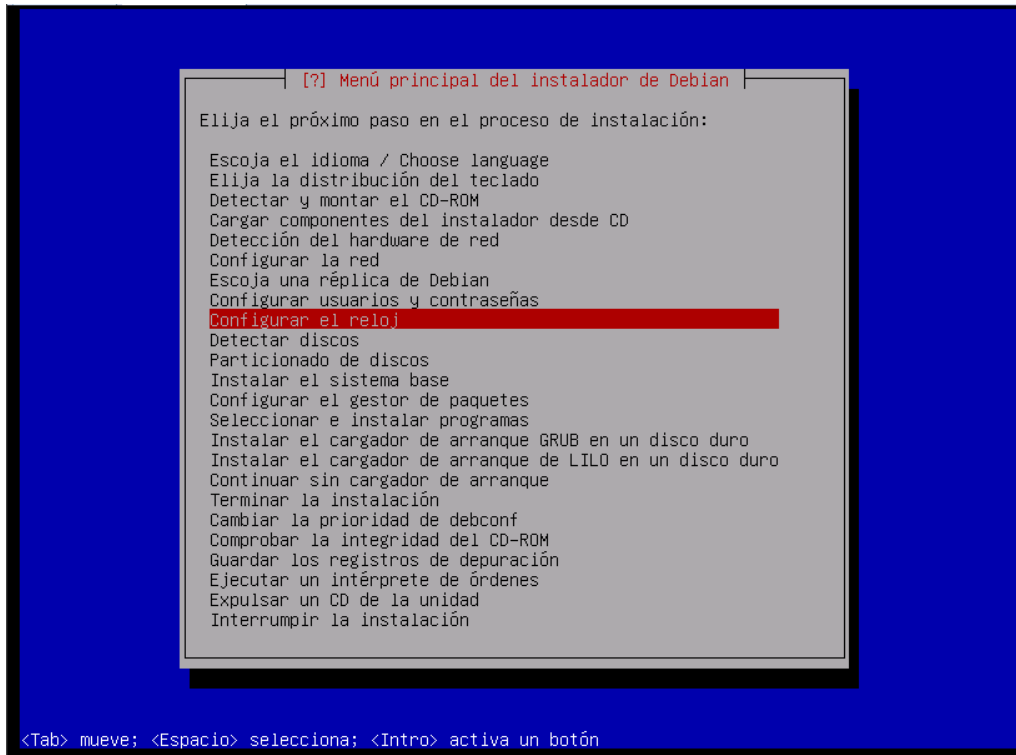 [?] Menú principal del instalador de Debian
Elija el próximo paso en el proceso de instalación:
Escoja el idioma / Choose language
Elija la distribución del teclado
Detectar y montar el CD-ROM
Cargar componentes del instalador desde CD
Detección del hardware de red
Configurar la red
Escoja una réplica de Debian
Configurar usuarios y contraseñas
Configurar el reloj
Detectar discos
Particionado de discos
Instalar el sistema base
Configurar el gestor de paquetes
Seleccionar e instalar programas
Instalar el cargador de arranque GRUB en un disco duro
Instalar el cargador de arranque de LILO en un disco duro
Continuar sin cargador de arranque
Terminar la instalación
Cambiar la prioridad de debconf
Comprobar la integridad del CD-ROM
Guardar los registros de depuración
Ejecutar un intérprete de órdenes
Expulsar un CD de la unidad
Interrumpir la instalación
<Tab> mueve; <Espacio> selecciona; <Intro> activa un botón